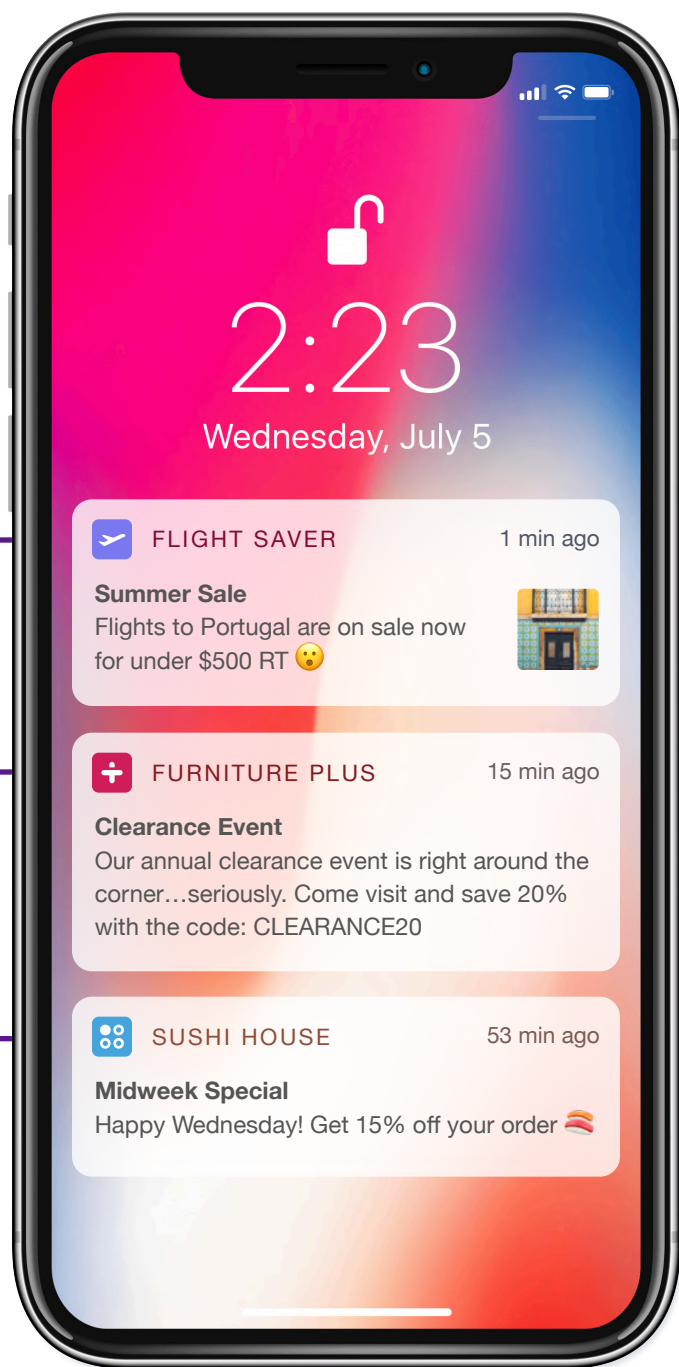 2:23
Wednesday, July 5
FLIGHT SAVER 1 min ago
Summer Sale
Flights to Portugal are on sale now
for under $500 RT 😮
FURNITURE PLUS 15 min ago
Clearance Event
Our annual clearance event is right around the
corner…seriously. Come visit and save 20%
with the code: CLEARANCE20
SUSHI HOUSE 53 min ago
Midweek Special
Happy Wednesday! Get 15% off your order 🍣